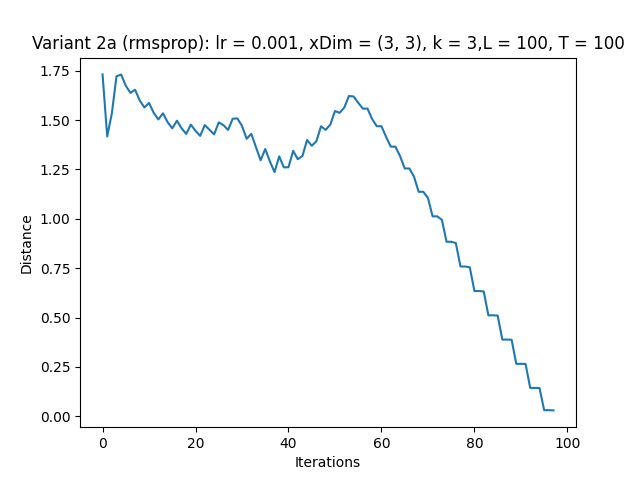 Variant 2a (rmsprop): lr = 0.001, xDim = (3, 3), k = 3,L = 100, T = 100
1.75
1.50
1.25
1.00
0.75
0.50
0.25
0.00
Distance
0 20 40 60 80 100
Iterations